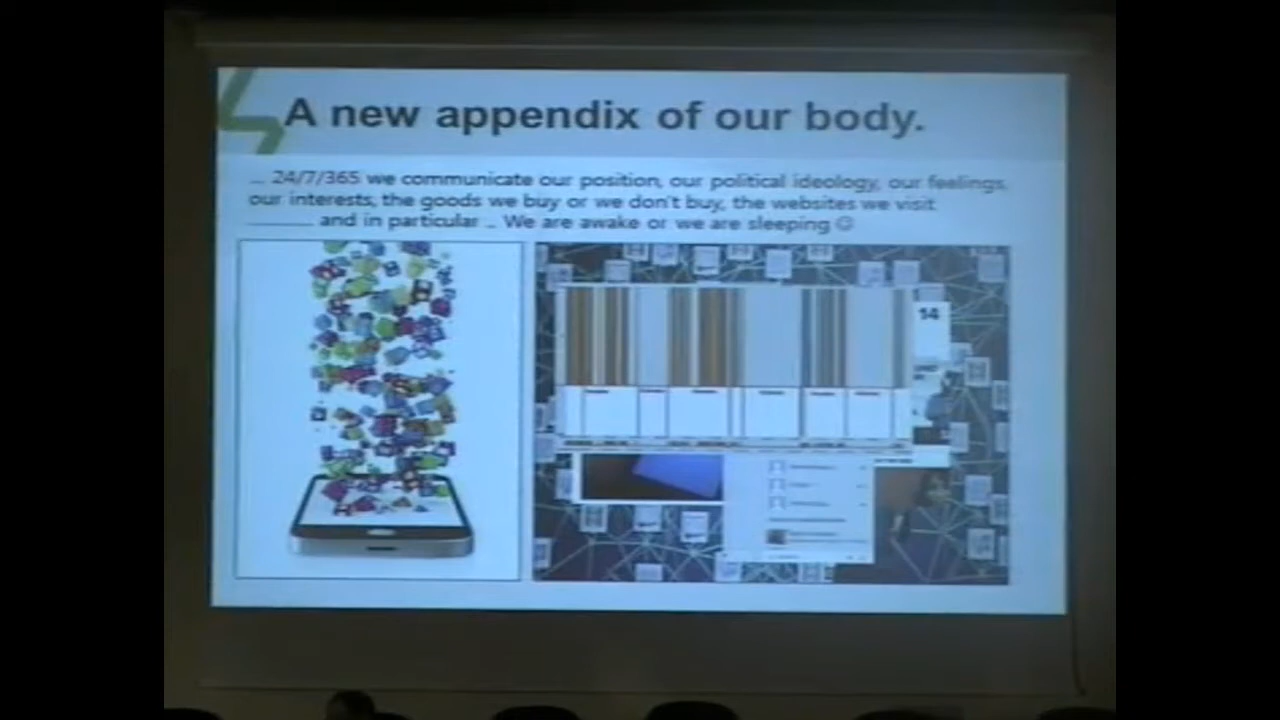 A new appendix of our body.
... 24/7/365 we communicate our position, our political ideology, our feelings,
our interests, the goods we buy or we don't buy, the websites we visit
________ and in particular ... We are awake or we are sleeping ☺
14